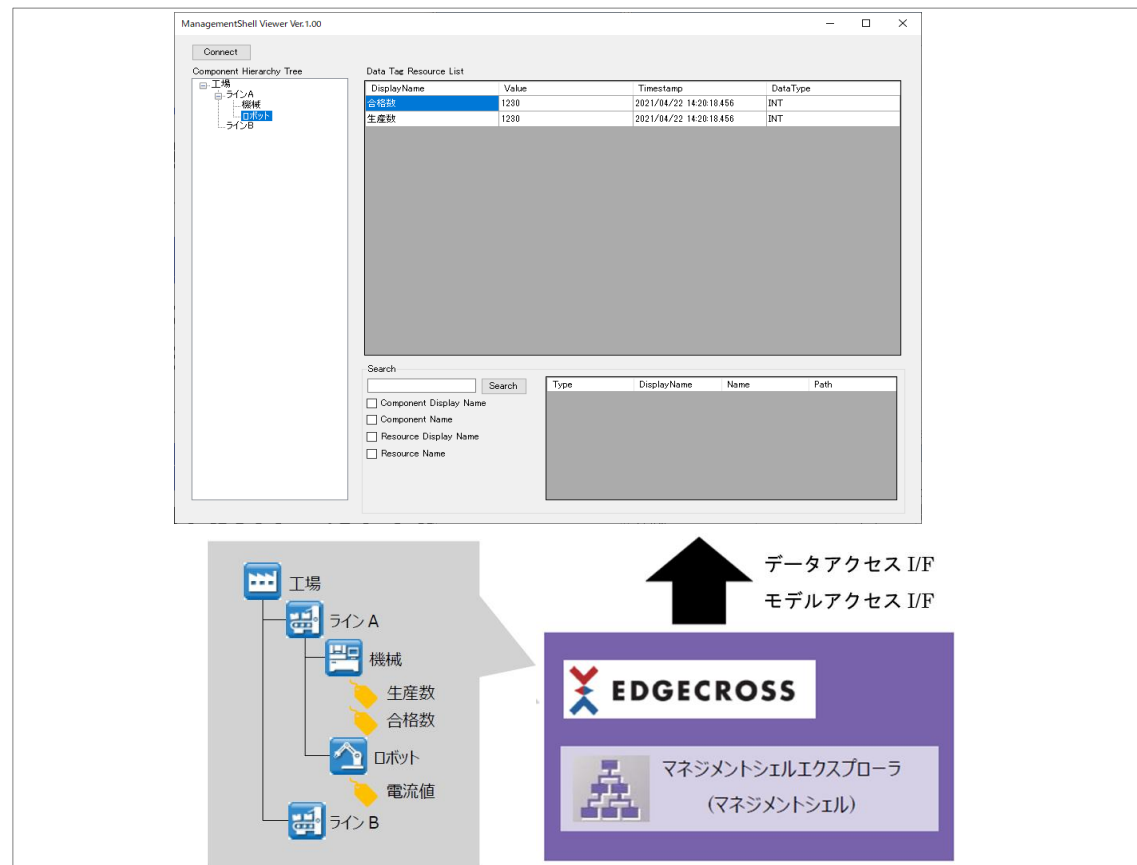 ManagementShell Viewer Ver.1.00
Connect
Component Hierarchy Tree
工場
ラインA
機械
ロボット
ラインB
Data Tag Resource List
DisplayName Value Timestamp DataType
合格数 1230 2021/04/22 14:20:18.456 INT
生産数 1230 2021/04/22 14:20:18.456 INT
Search
Search
Component Display Name
Component Name
Resource Display Name
Resource Name
Type DisplayName Name Path
工場
ライン A
機械
生産数
合格数
ロボット
電流値
ライン B
データアクセス I/F
モデルアクセス I/F
EDGECROSS
マネジメントシェルエクスプローラ
(マネジメントシェル)